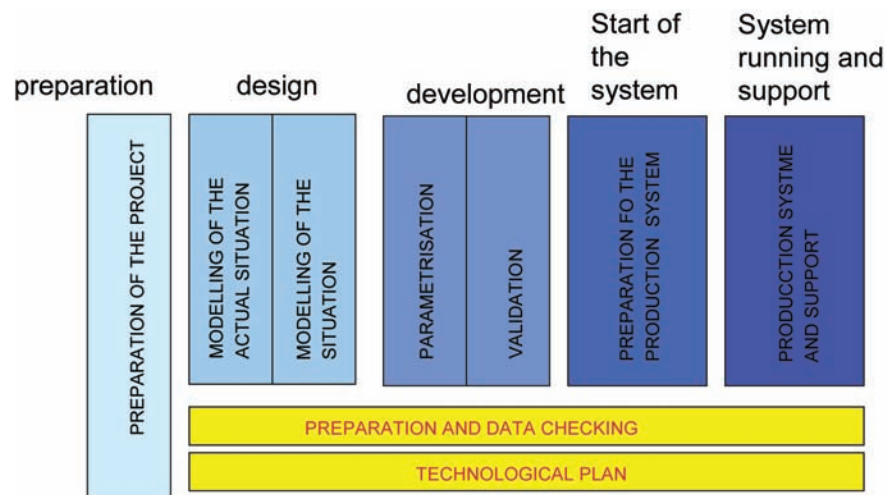 preparation
design
development
Start of
the
system
System
running and
support
PREPARATION OF THE PROJECT
MODELLING OF THE
ACTUAL SITUATION
MODELLING OF THE
SITUATION
PARAMETRISATION
VALIDATION
PREPARATION FO THE
PRODUCTION SYSTEM
PRODUCCTION SYSTME
AND SUPPORT
PREPARATION AND DATA CHECKING
TECHNOLOGICAL PLAN